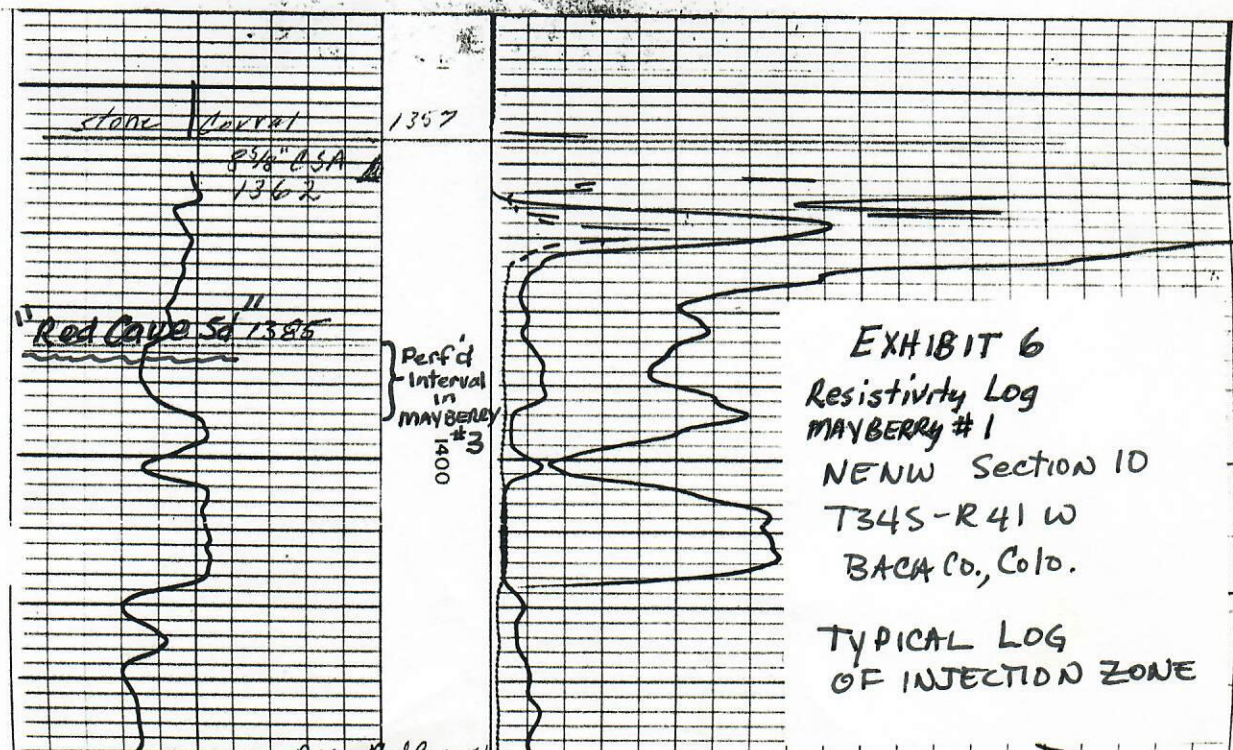 Stone Corral 1357
8 5/8" CSA
1362
"Red Cave Sd" 1385
Perf'd
Interval
in
MAYBERRY
#3
1400
EXHIBIT 6
Resistivity Log
MAYBERRY #1
NENW Section 10
T34S-R41W
BACA CO., Colo.
TYPICAL LOG
OF INJECTION ZONE